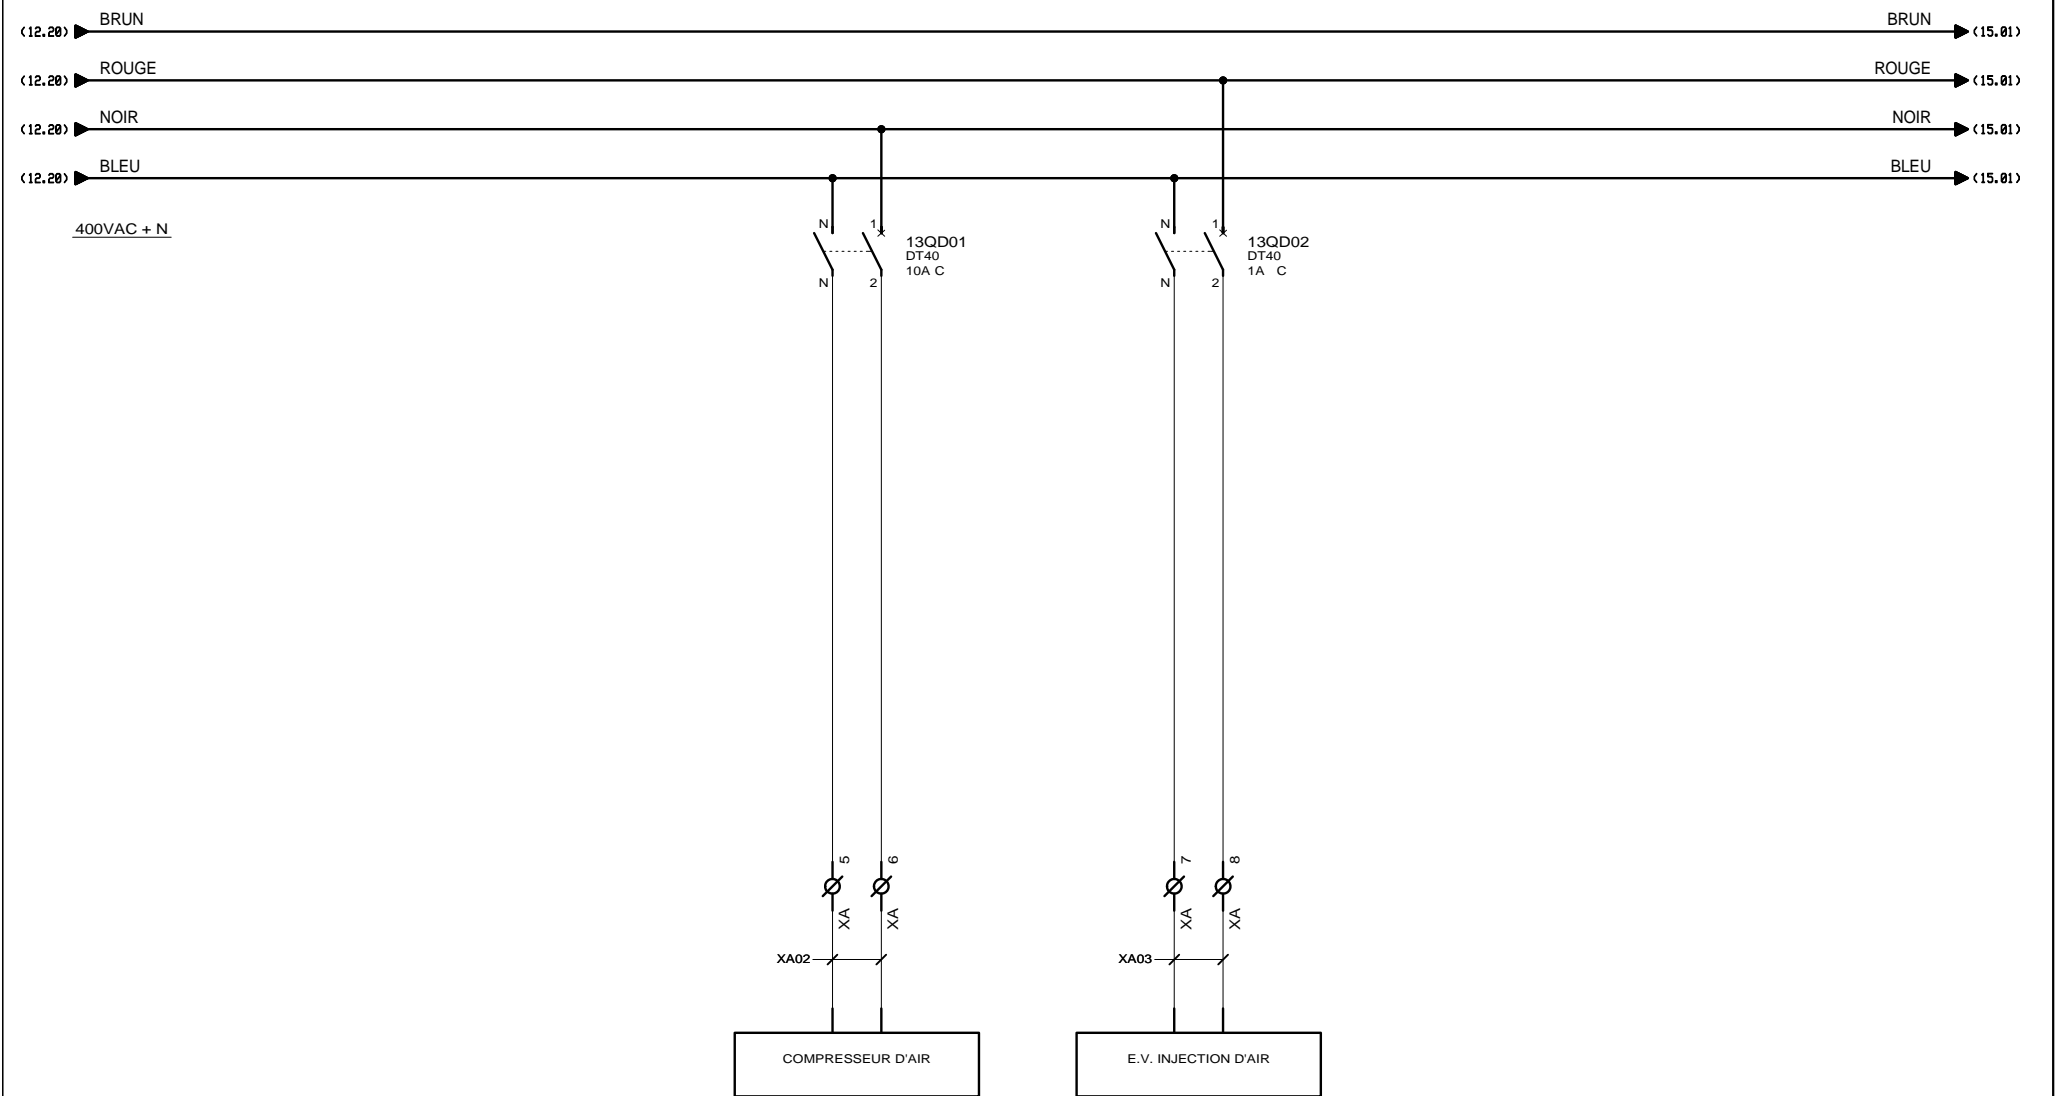 BRUN BRUN
(12.20) (15.01)
ROUGE ROUGE
(12.20) (15.01)
NOIR NOIR
(12.20) (15.01)
BLEU BLEU
(12.20) (15.01)
400VAC + N
N 1 N 1
13QD01 13QD02
DT40 DT40
10A C 1A C
N 2 N 2
5 6 7 8
XA XA XA XA
XA02 XA03
COMPRESSEUR D'AIR E.V. INJECTION D'AIR